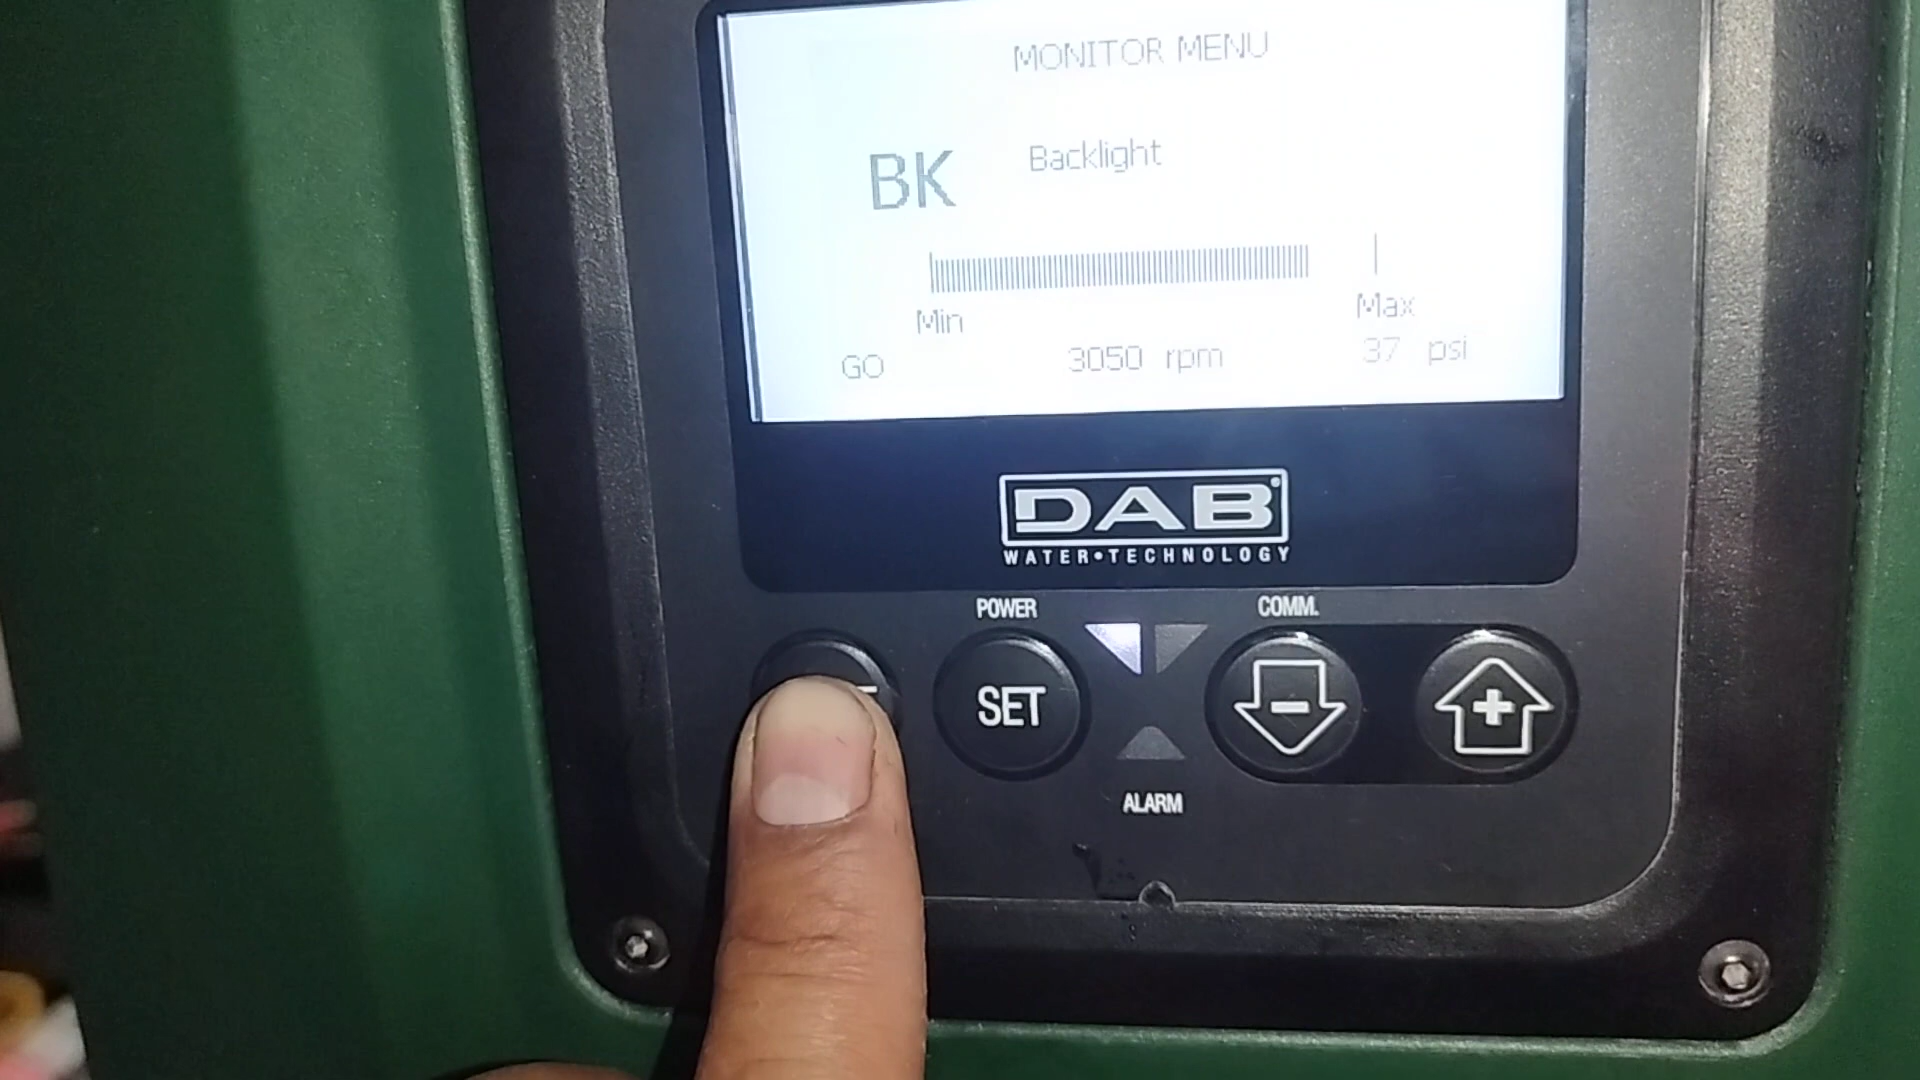 MONITOR MENU
BK Backlight
Min Max
GO 3050 rpm 37 psi
DAB
WATER•TECHNOLOGY
POWER COMM.
SET - +
ALARM